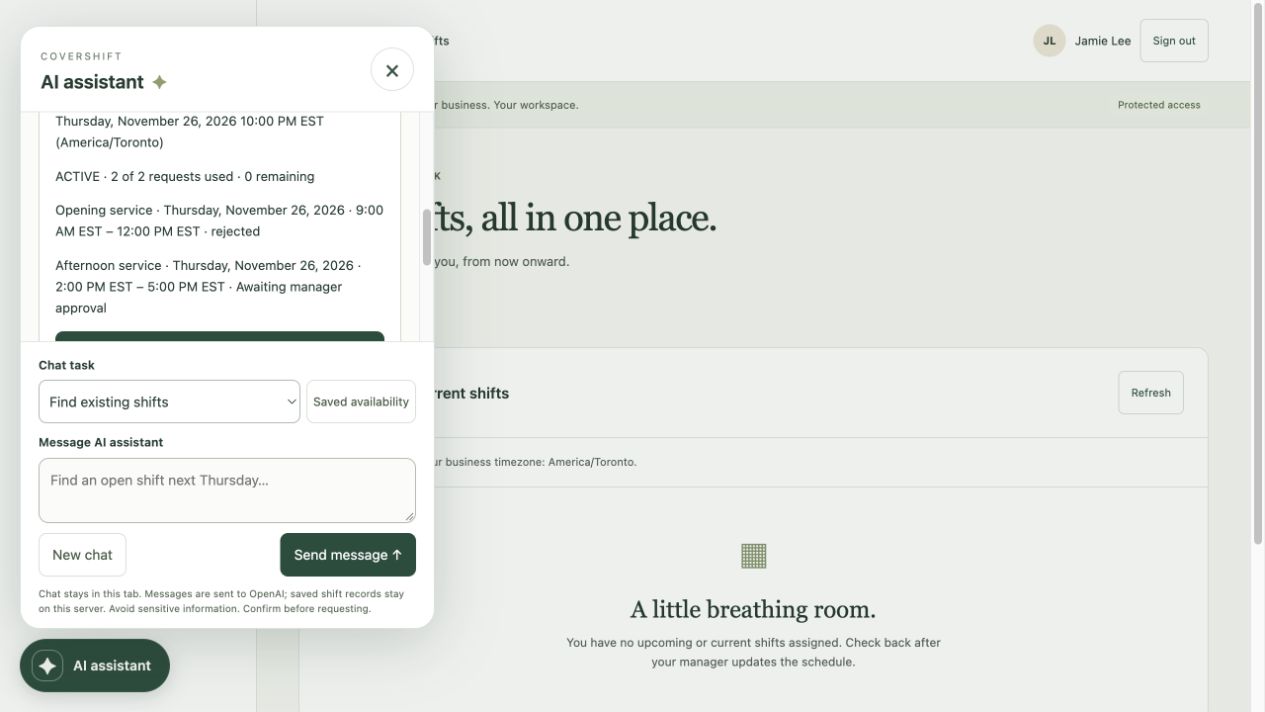 COVERSHIFT
AI assistant
Thursday, November 26, 2026 10:00 PM EST
(America/Toronto)
ACTIVE · 2 of 2 requests used · 0 remaining
Opening service · Thursday, November 26, 2026 · 9:00
AM EST – 12:00 PM EST · rejected
Afternoon service · Thursday, November 26, 2026 ·
2:00 PM EST – 5:00 PM EST · Awaiting manager
approval
Chat task
Find existing shifts
Saved availability
Message AI assistant
Find an open shift next Thursday...
New chat
Send message ↑
Chat stays in this tab. Messages are sent to OpenAI; saved shift records stay
on this server. Avoid sensitive information. Confirm before requesting.
AI assistant
JL
Jamie Lee
Sign out
business. Your workspace.
Protected access
all in one place.
you, from now onward.
shifts
Refresh
business timezone: America/Toronto.
A little breathing room.
You have no upcoming or current shifts assigned. Check back after
your manager updates the schedule.